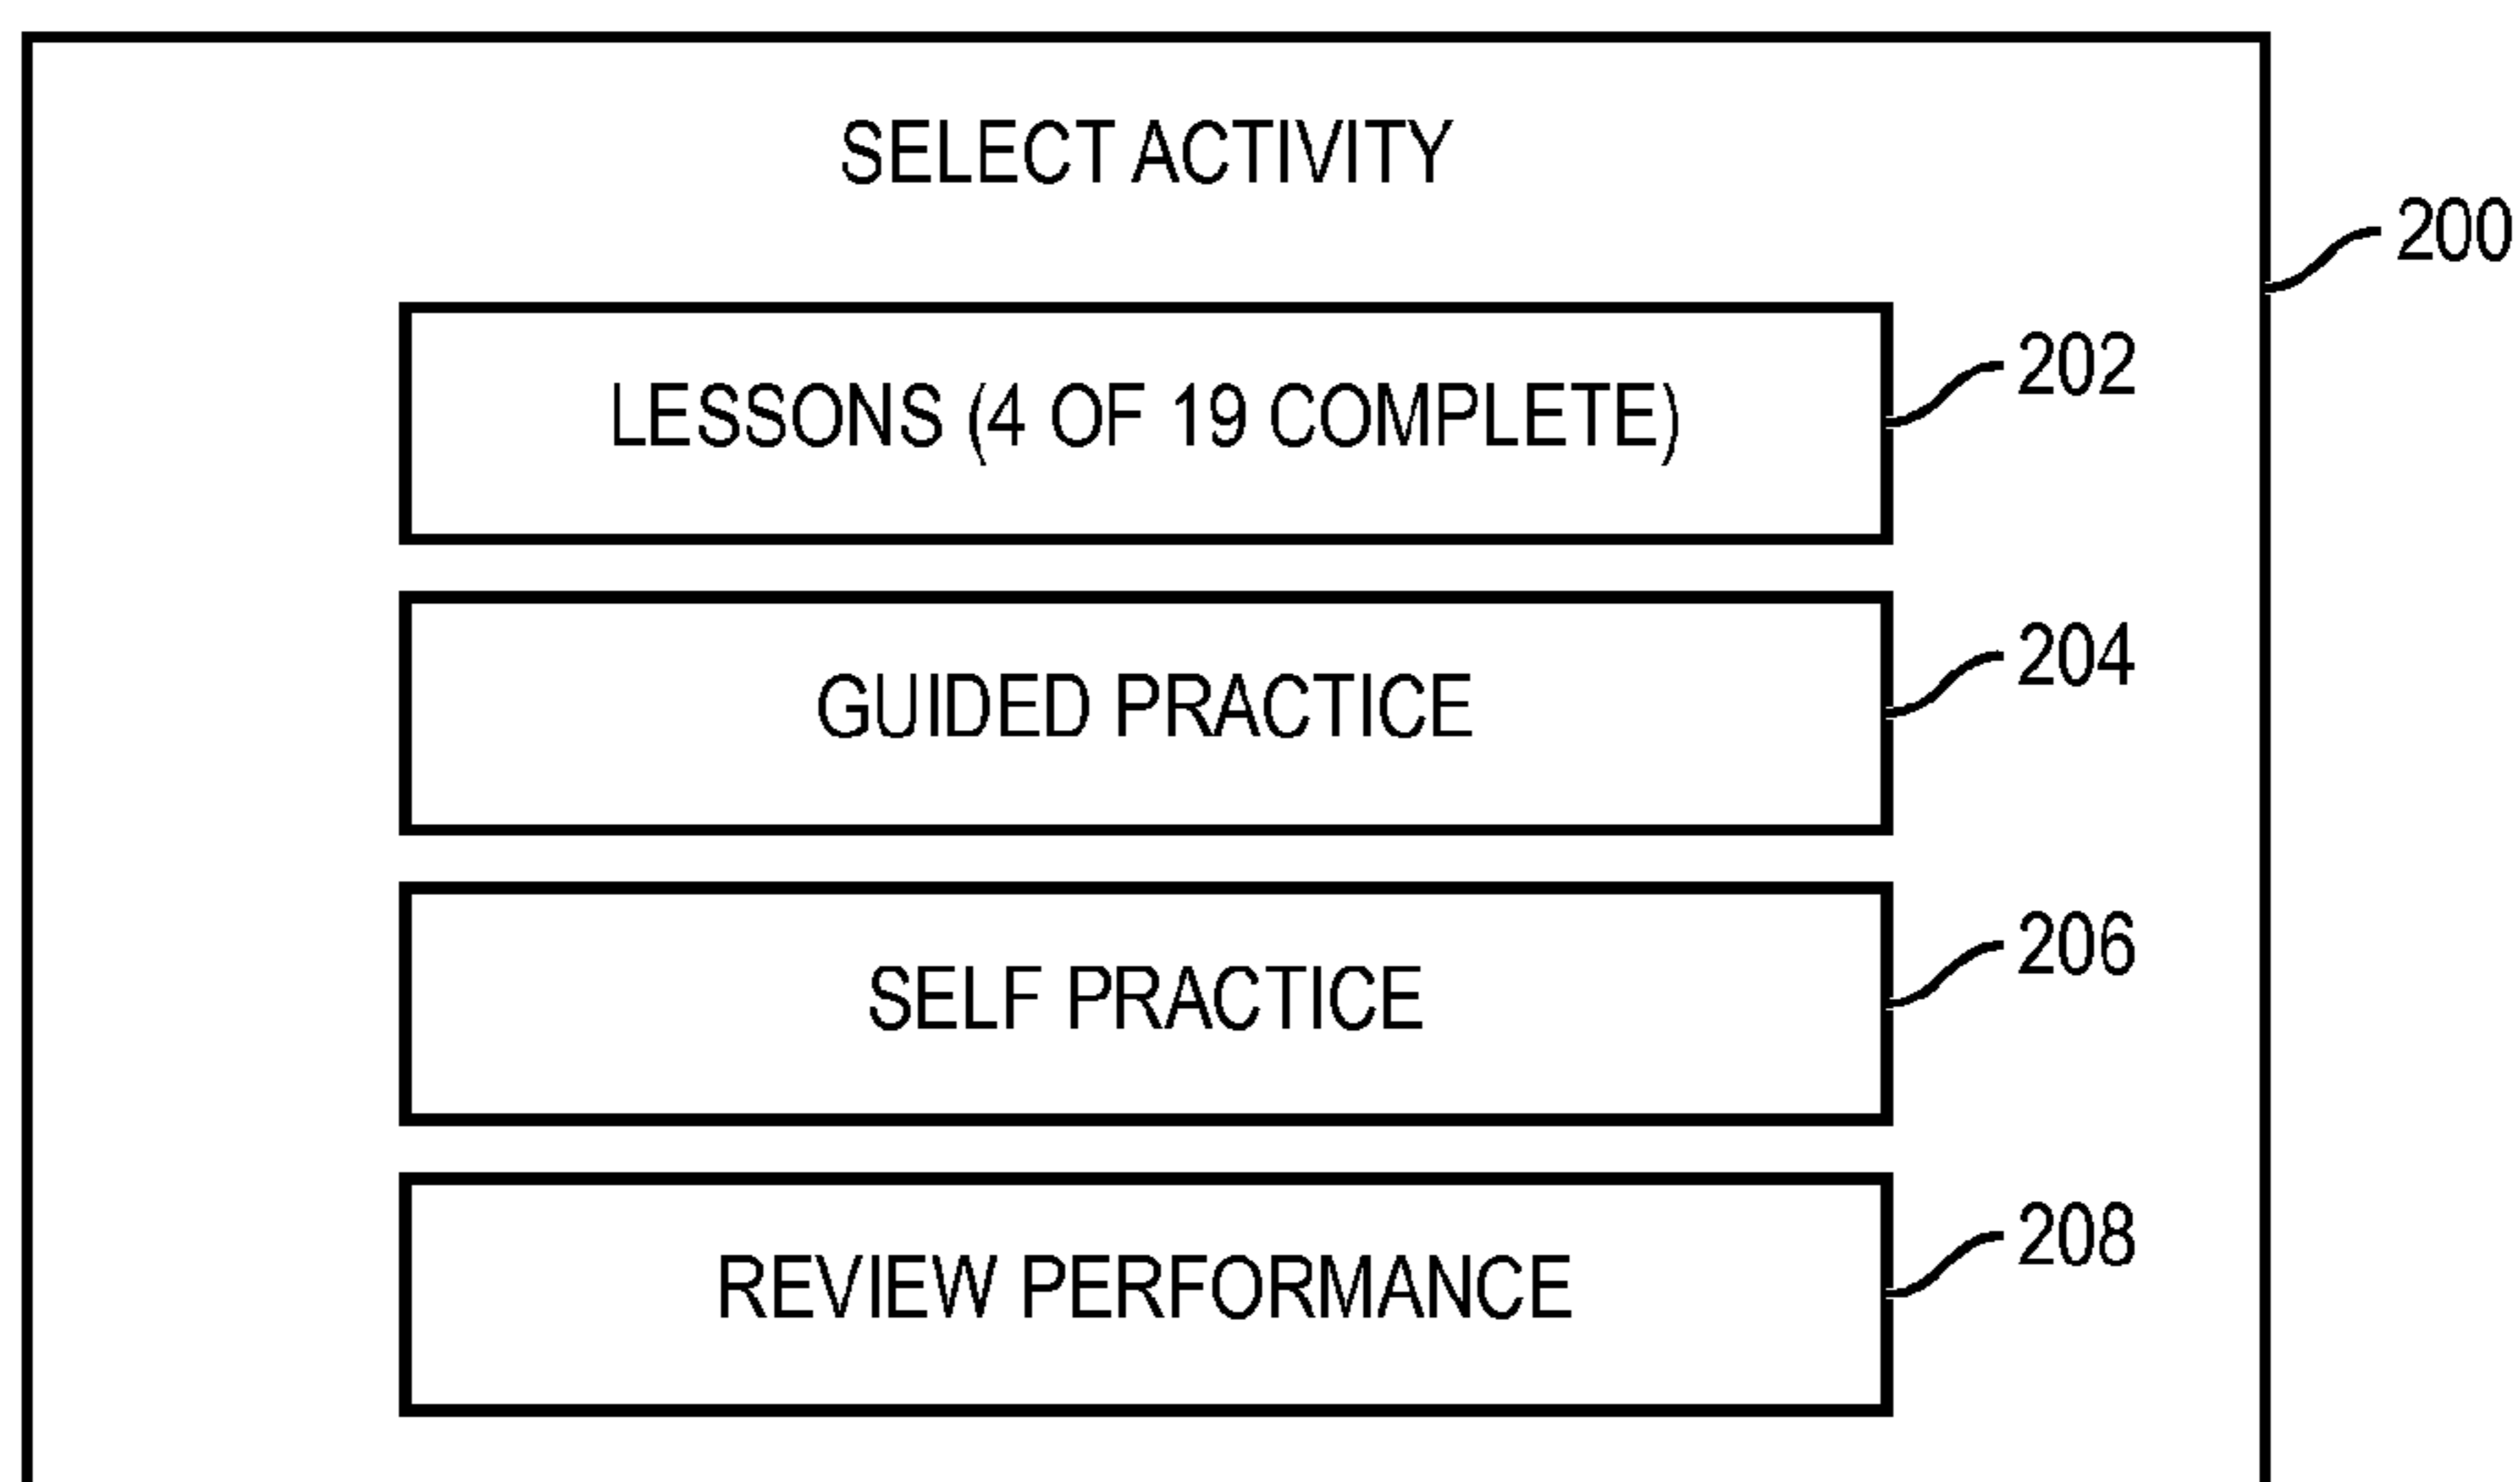 SELECT ACTIVITY
200
LESSONS (4 OF 19 COMPLETE)
202
GUIDED PRACTICE
204
SELF PRACTICE
206
REVIEW PERFORMANCE
208